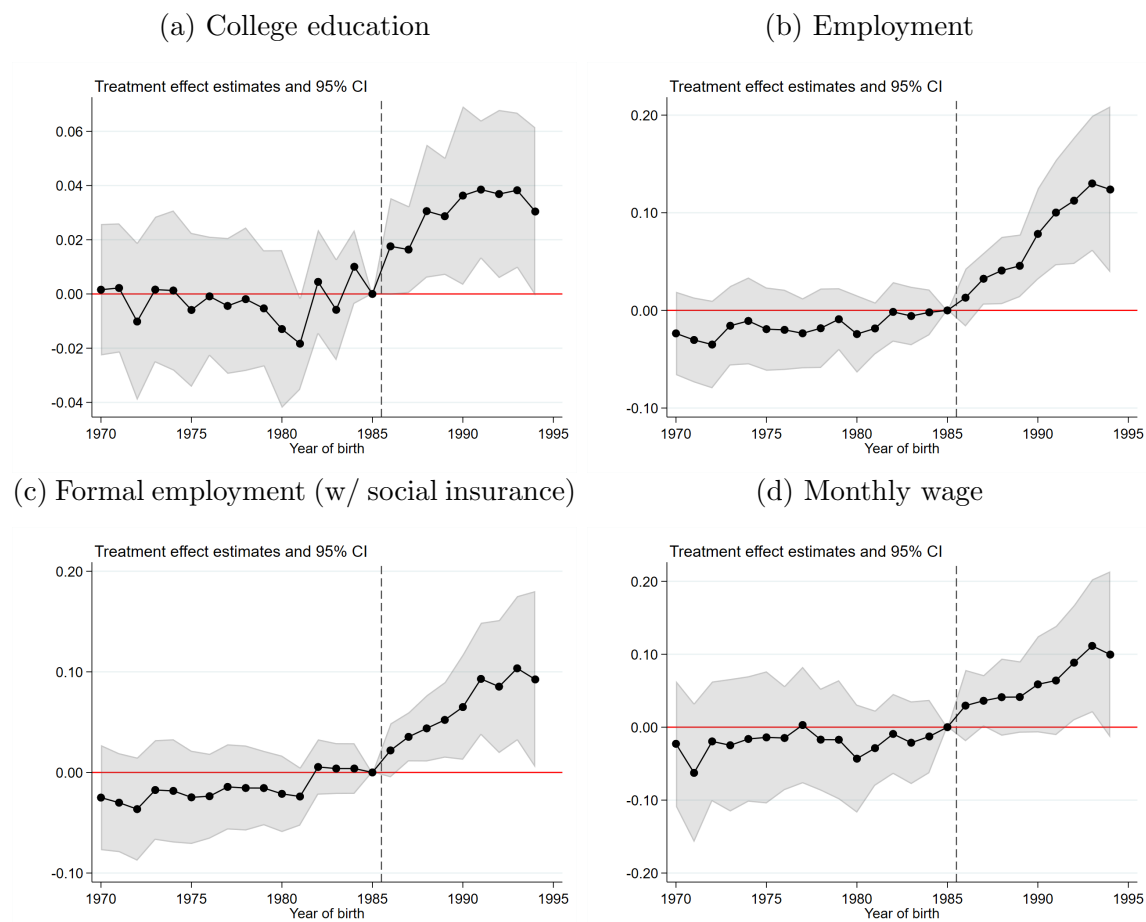 (a) College education
Treatment effect estimates and 95% CI
0.06
0.04
0.02
0.00
-0.02
-0.04
1970 1975 1980 1985 1990 1995
Year of birth
(b) Employment
Treatment effect estimates and 95% CI
0.20
0.10
0.00
-0.10
1970 1975 1980 1985 1990 1995
Year of birth
(c) Formal employment (w/ social insurance)
Treatment effect estimates and 95% CI
0.20
0.10
0.00
-0.10
1970 1975 1980 1985 1990 1995
Year of birth
(d) Monthly wage
Treatment effect estimates and 95% CI
0.20
0.10
0.00
-0.10
-0.20
1970 1975 1980 1985 1990 1995
Year of birth